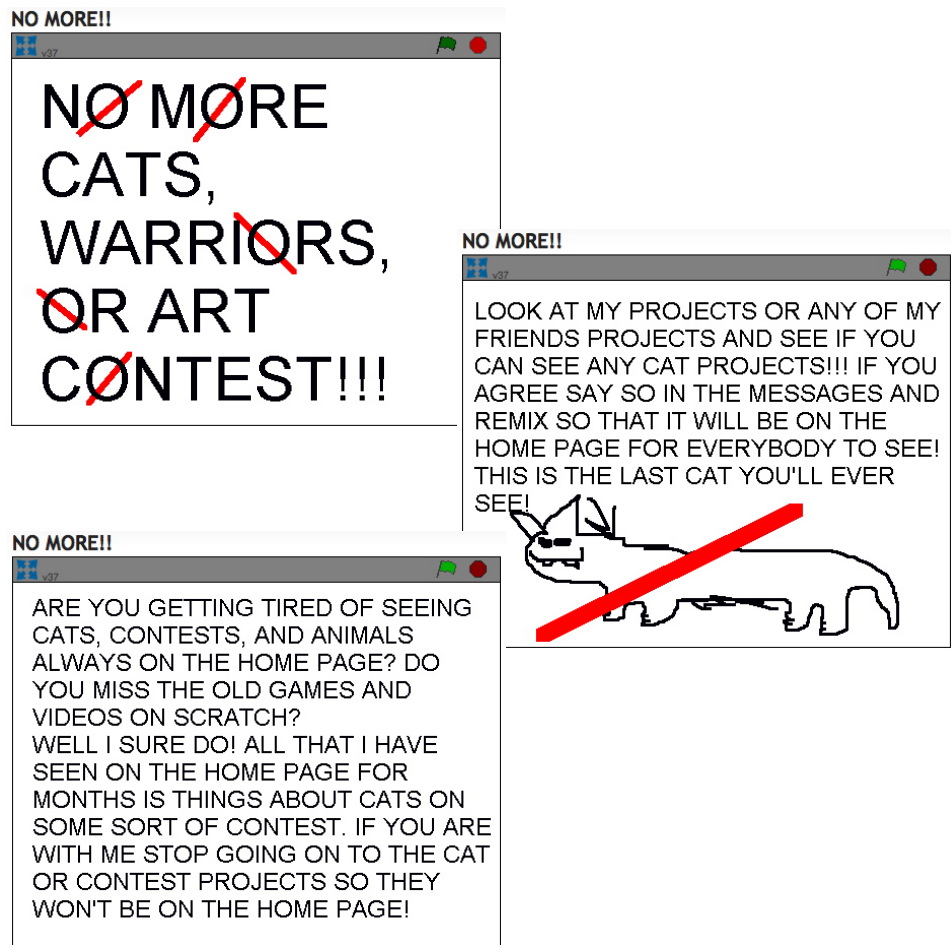 NO MORE!!
v37
NO MORE
CATS,
WARRIORS,
OR ART
CONTEST!!!
NO MORE!!
v37
LOOK AT MY PROJECTS OR ANY OF MY
FRIENDS PROJECTS AND SEE IF YOU
CAN SEE ANY CAT PROJECTS!!! IF YOU
AGREE SAY SO IN THE MESSAGES AND
REMIX SO THAT IT WILL BE ON THE
HOME PAGE FOR EVERYBODY TO SEE!
THIS IS THE LAST CAT YOU'LL EVER
SEE!
NO MORE!!
v37
ARE YOU GETTING TIRED OF SEEING
CATS, CONTESTS, AND ANIMALS
ALWAYS ON THE HOME PAGE? DO
YOU MISS THE OLD GAMES AND
VIDEOS ON SCRATCH?
WELL I SURE DO! ALL THAT I HAVE
SEEN ON THE HOME PAGE FOR
MONTHS IS THINGS ABOUT CATS ON
SOME SORT OF CONTEST. IF YOU ARE
WITH ME STOP GOING ON TO THE CAT
OR CONTEST PROJECTS SO THEY
WON'T BE ON THE HOME PAGE!